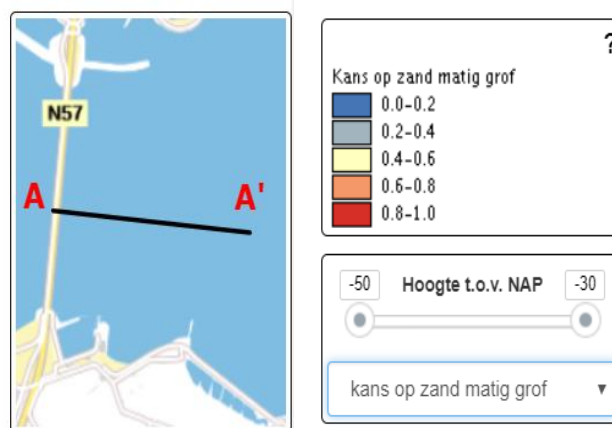 N57
A
A'
?
Kans op zand matig grof
0.0-0.2
0.2-0.4
0.4-0.6
0.6-0.8
0.8-1.0
-50 Hoogte t.o.v. NAP -30
kans op zand matig grof ▼